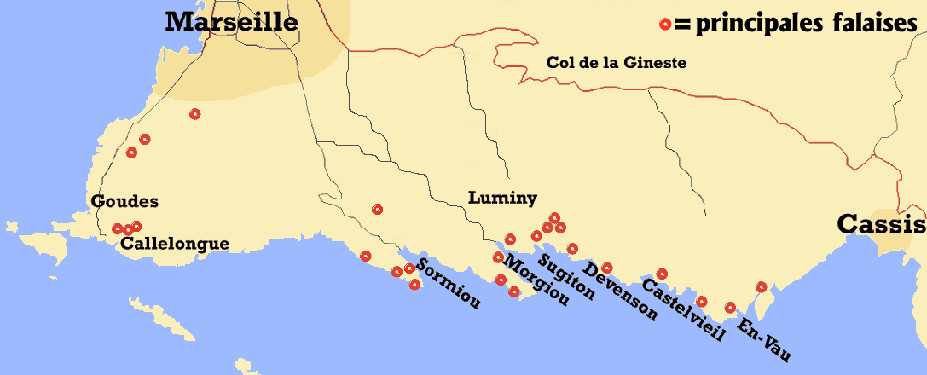 Marseille
= principales falaises
Col de la Gineste
Goudes
Luminy
Callelongue
Cassis
Sormiou
Morgiou
Sugiton
Devenson
Castelvieil
En-Vau